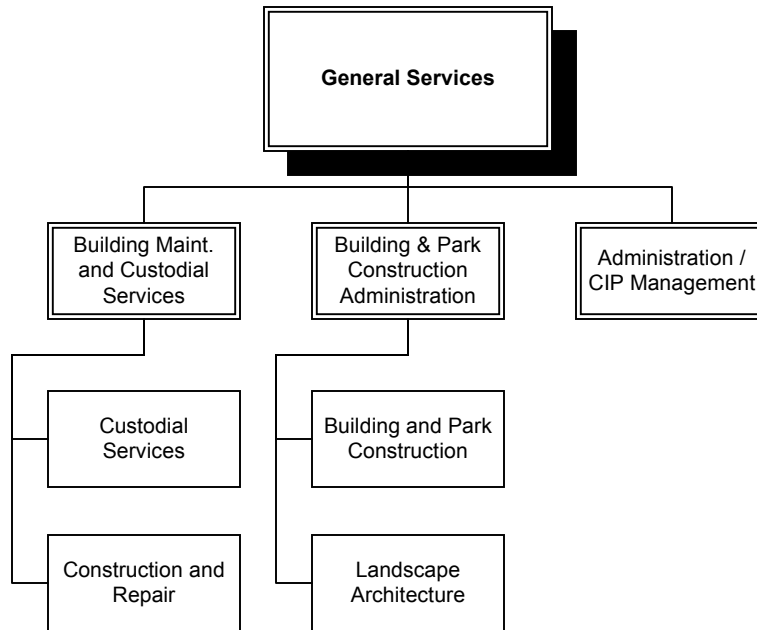 General Services
Building Maint.
and Custodial
Services
Building & Park
Construction
Administration
Administration /
CIP Management
Custodial
Services
Building and Park
Construction
Construction and
Repair
Landscape
Architecture